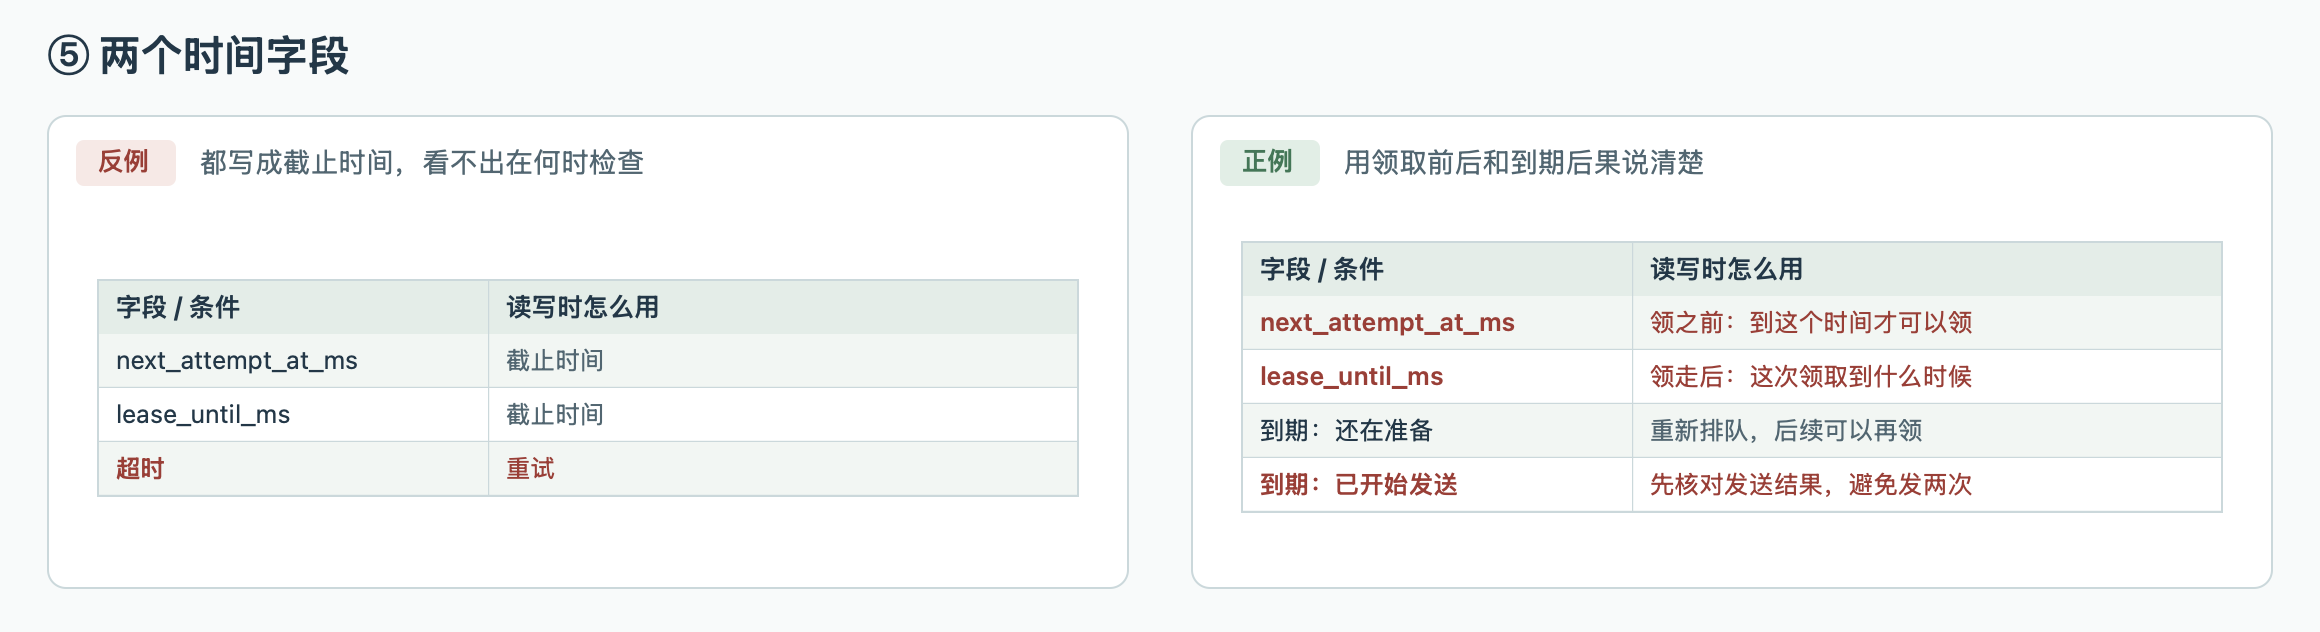 ⑤ 两个时间字段
反例 都写成截止时间，看不出在何时检查
字段 / 条件 读写时怎么用
next_attempt_at_ms 截止时间
lease_until_ms 截止时间
超时 重试
正例 用领取前后和到期后果说清楚
字段 / 条件 读写时怎么用
next_attempt_at_ms 领之前：到这个时间才可以领
lease_until_ms 领走后：这次领取到什么时候
到期：还在准备 重新排队，后续可以再领
到期：已开始发送 先核对发送结果，避免发两次